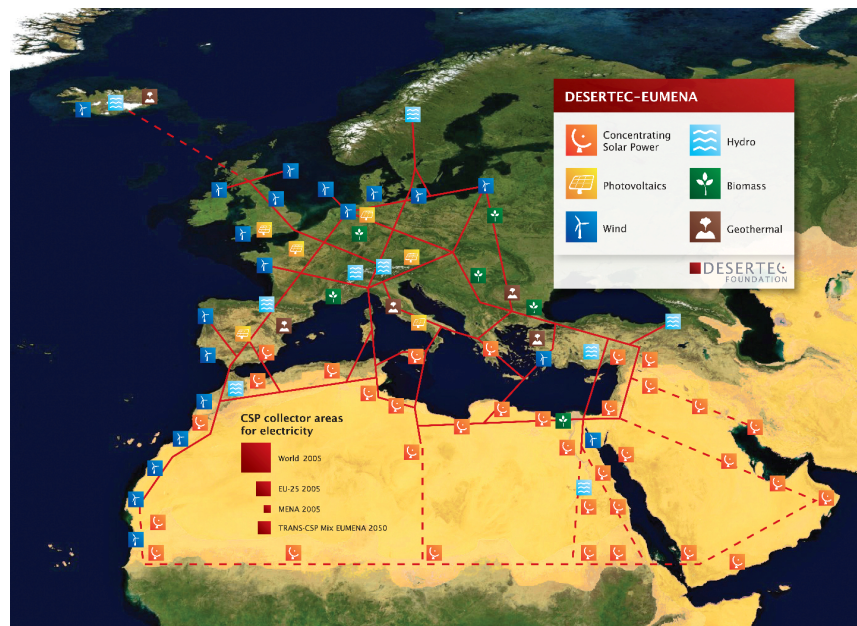 DESERTEC–EUMENA
Concentrating
Solar Power
Hydro
Photovoltaics
Biomass
Wind
Geothermal
DESERTEC
FOUNDATION
CSP collector areas
for electricity
World 2005
EU-25 2005
MENA 2005
TRANS-CSP Mix EUMENA 2050